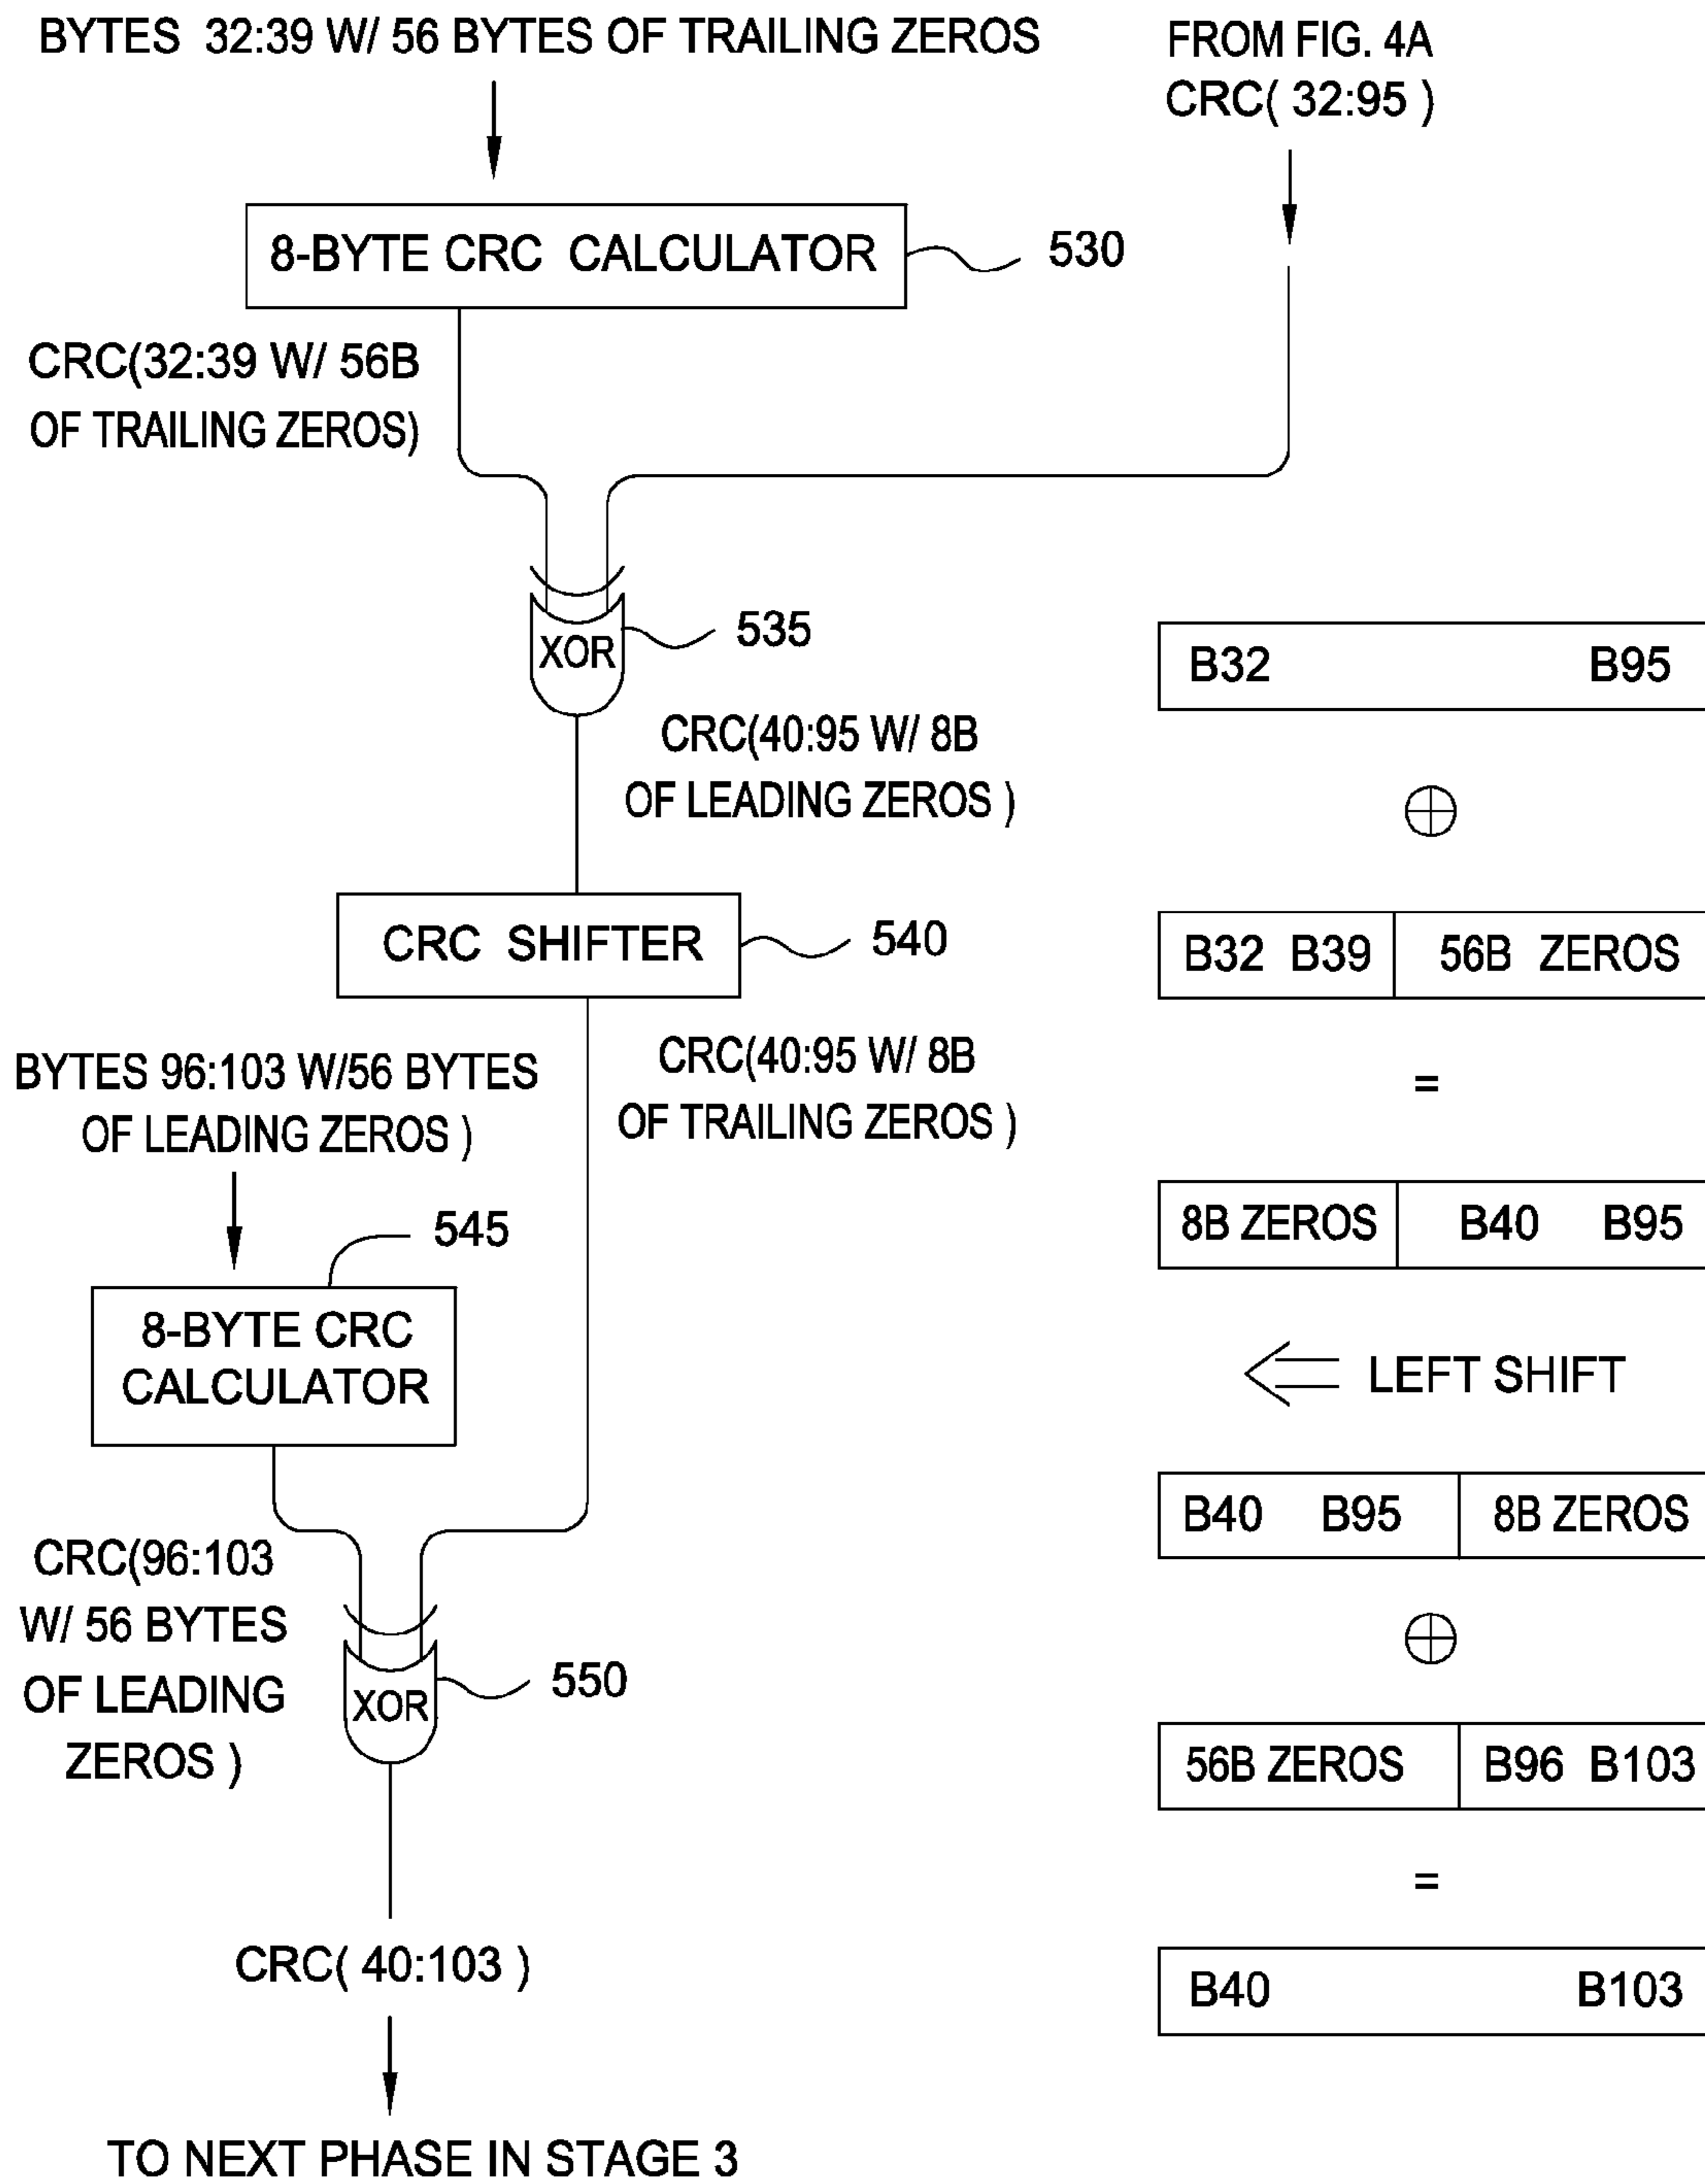 BYTES 32:39 W/ 56 BYTES OF TRAILING ZEROS
FROM FIG. 4A
CRC( 32:95 )
8-BYTE CRC CALCULATOR
530
CRC(32:39 W/ 56B
OF TRAILING ZEROS)
XOR
535
CRC(40:95 W/ 8B
OF LEADING ZEROS )
CRC SHIFTER
540
CRC(40:95 W/ 8B
OF TRAILING ZEROS )
BYTES 96:103 W/56 BYTES
OF LEADING ZEROS )
545
8-BYTE CRC
CALCULATOR
CRC(96:103
W/ 56 BYTES
OF LEADING
ZEROS )
XOR
550
CRC( 40:103 )
TO NEXT PHASE IN STAGE 3
B32 B95
⊕
B32 B39 56B ZEROS
=
8B ZEROS B40 B95
LEFT SHIFT
B40 B95 8B ZEROS
⊕
56B ZEROS B96 B103
=
B40 B103